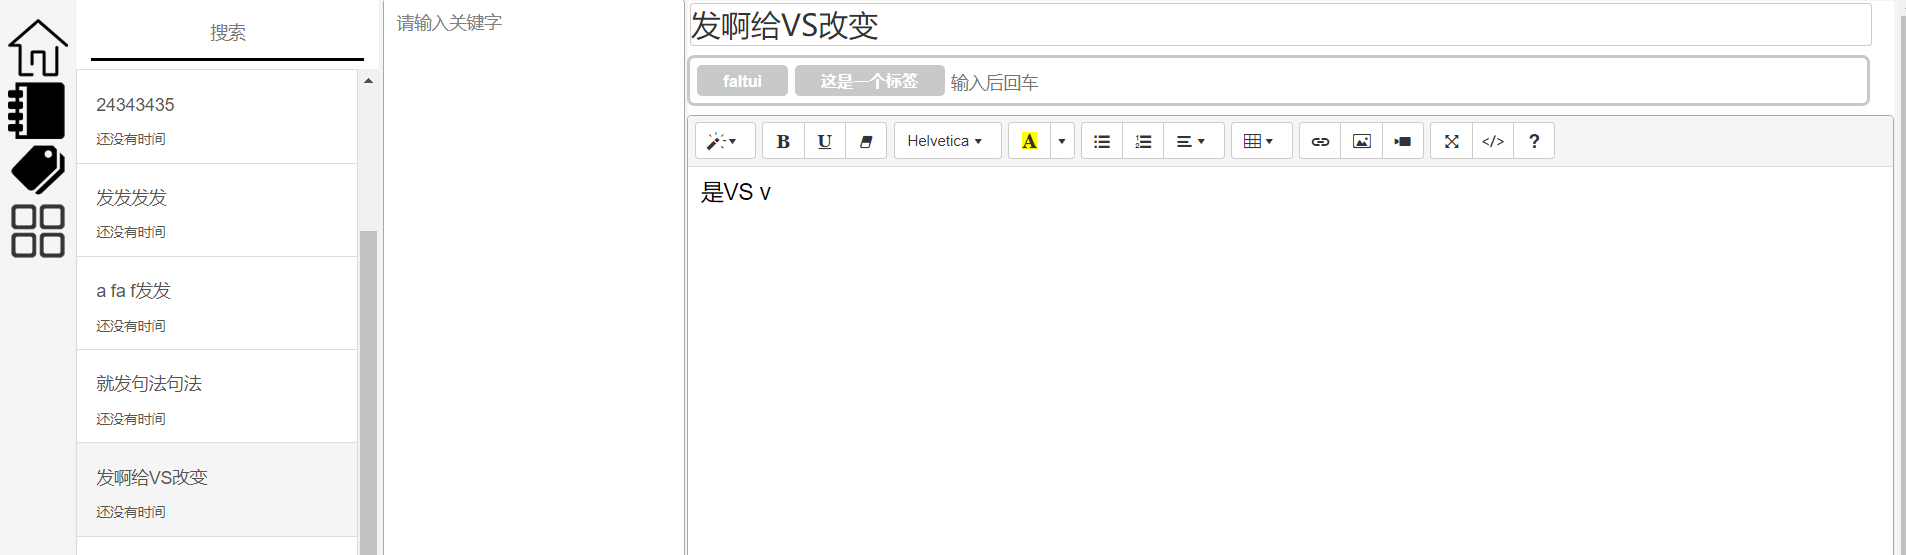 搜索
24343435
还没有时间
发发发发
还没有时间
a fa f发发
还没有时间
就发句法句法
还没有时间
发啊给VS改变
还没有时间
请输入关键字
发啊给VS改变
faltui 这是一个标签 输入后回车
B U Helvetica A </> ?
是VS v